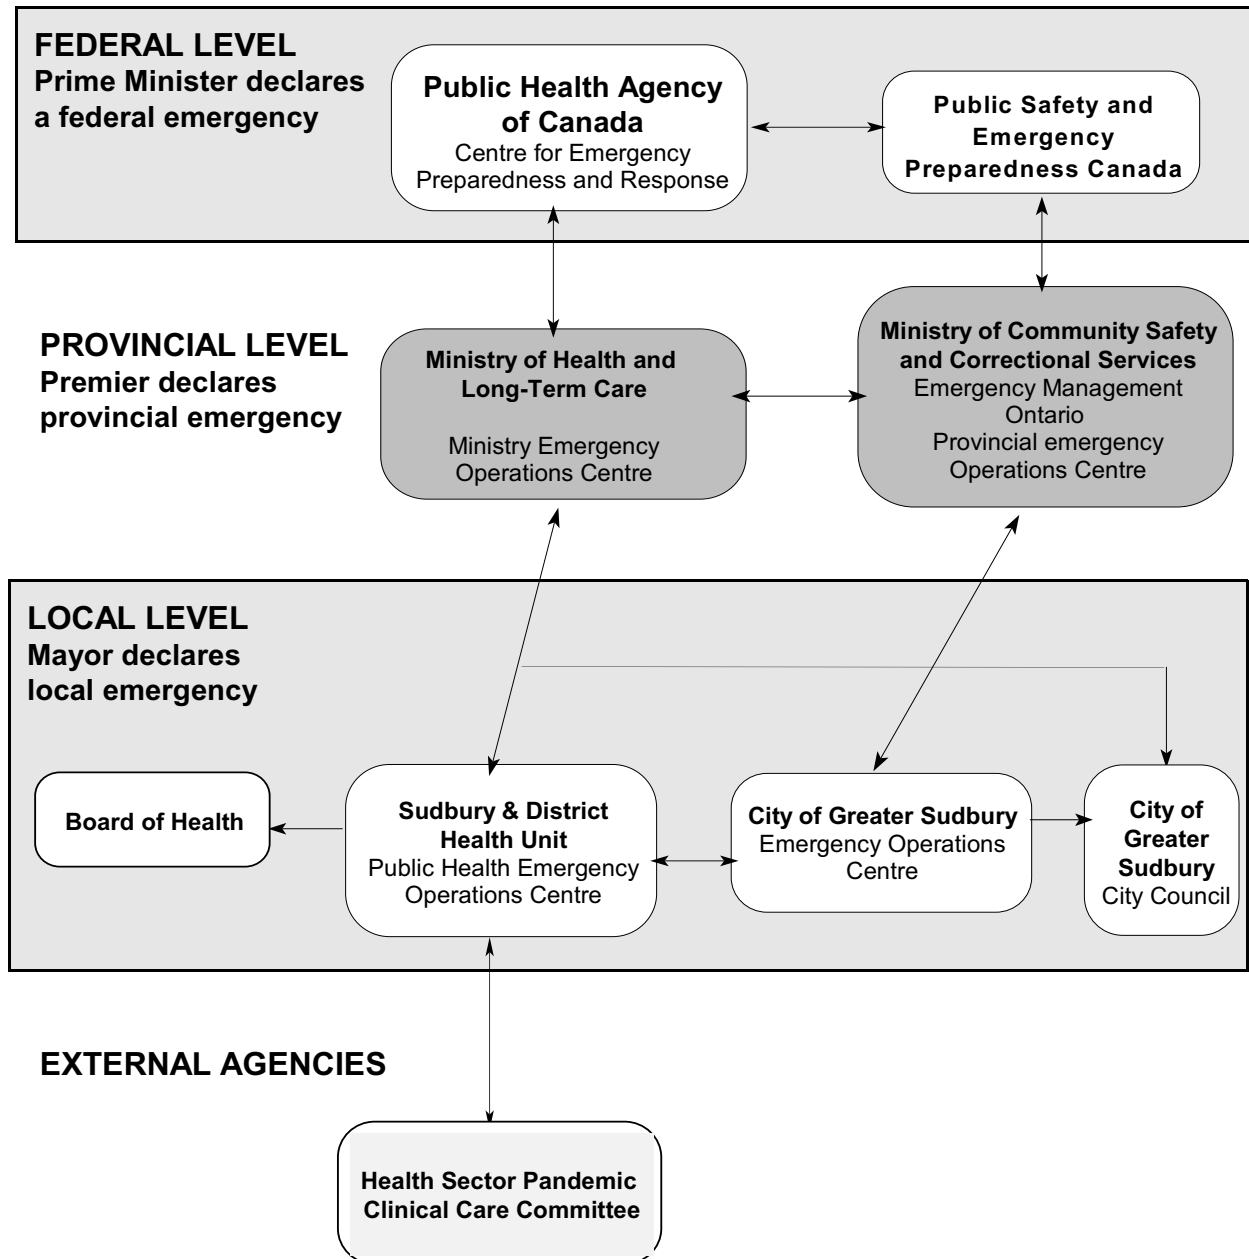 FEDERAL LEVEL
Prime Minister declares
a federal emergency
Public Health Agency
of Canada
Centre for Emergency
Preparedness and Response
Public Safety and
Emergency
Preparedness Canada
PROVINCIAL LEVEL
Premier declares
provincial emergency
Ministry of Health and
Long-Term Care
Ministry Emergency
Operations Centre
Ministry of Community Safety
and Correctional Services
Emergency Management
Ontario
Provincial emergency
Operations Centre
LOCAL LEVEL
Mayor declares
local emergency
Board of Health
Sudbury & District
Health Unit
Public Health Emergency
Operations Centre
City of Greater Sudbury
Emergency Operations
Centre
City of
Greater
Sudbury
City Council
EXTERNAL AGENCIES
Health Sector Pandemic
Clinical Care Committee